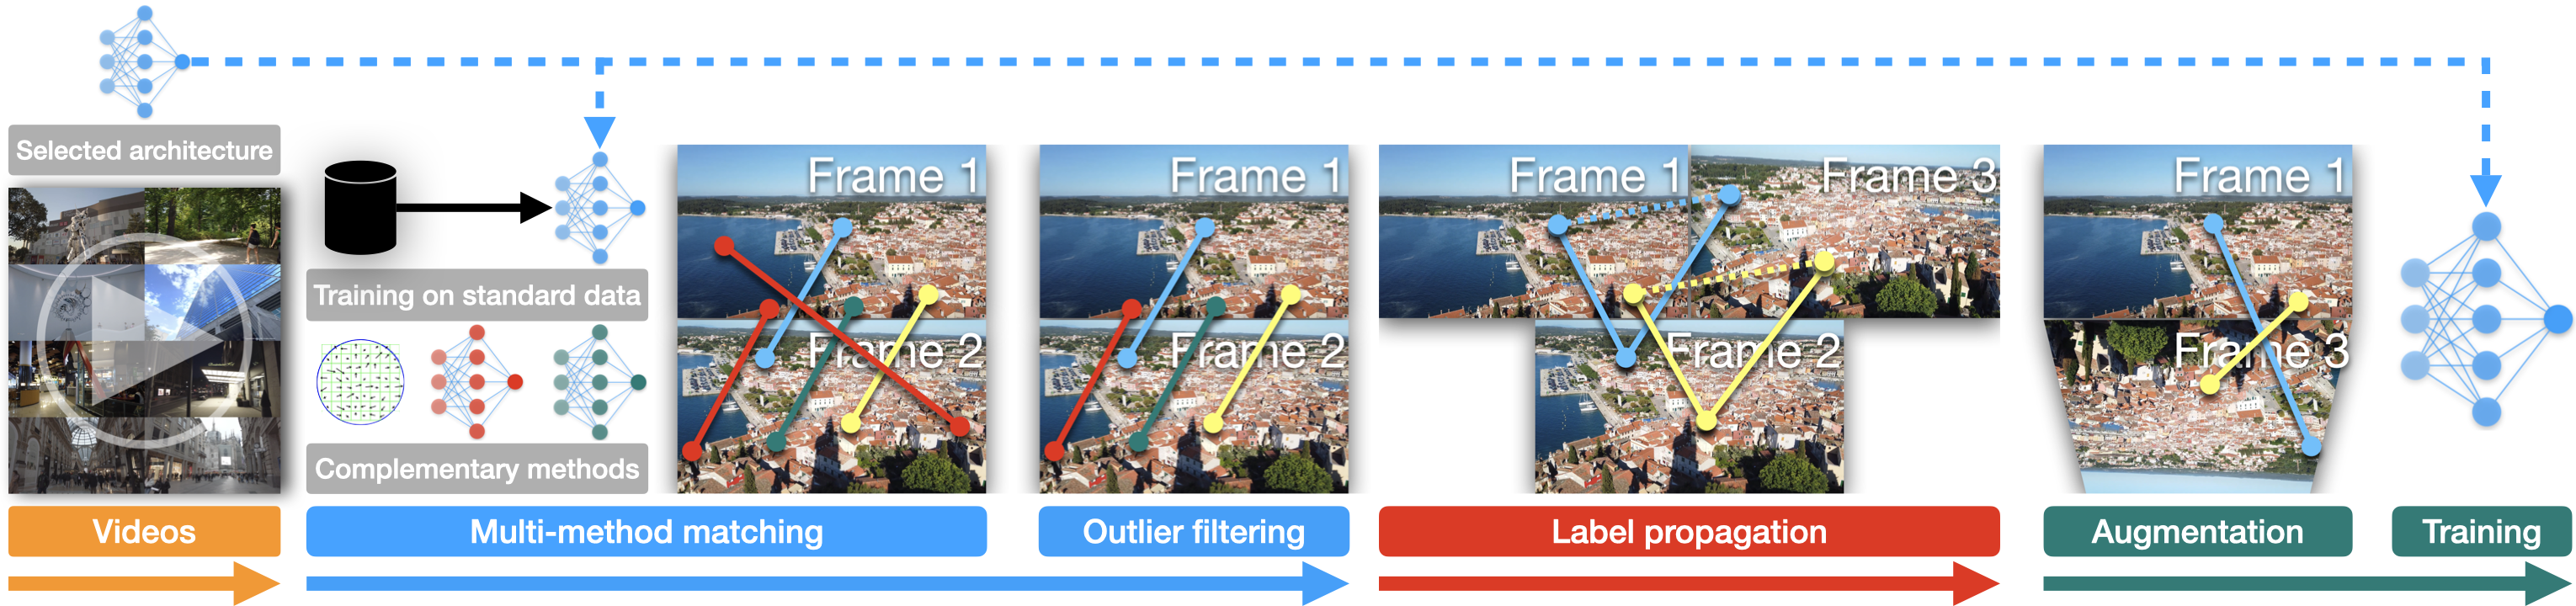 Selected architecture
Training on standard data
Complementary methods
Frame 1
Frame 2
Frame 1
Frame 2
Frame 1
Frame 3
Frame 2
Frame 1
Frame 3
Videos
Multi-method matching
Outlier filtering
Label propagation
Augmentation
Training